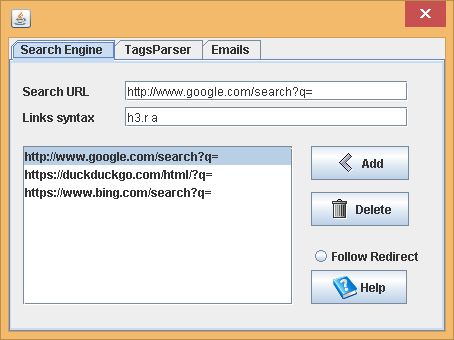 Search Engine TagsParser Emails
Search URL http://www.google.com/search?q=
Links syntax h3.r a
http://www.google.com/search?q=
https://duckduckgo.com/html/?q=
https://www.bing.com/search?q=
Add
Delete
Follow Redirect
Help